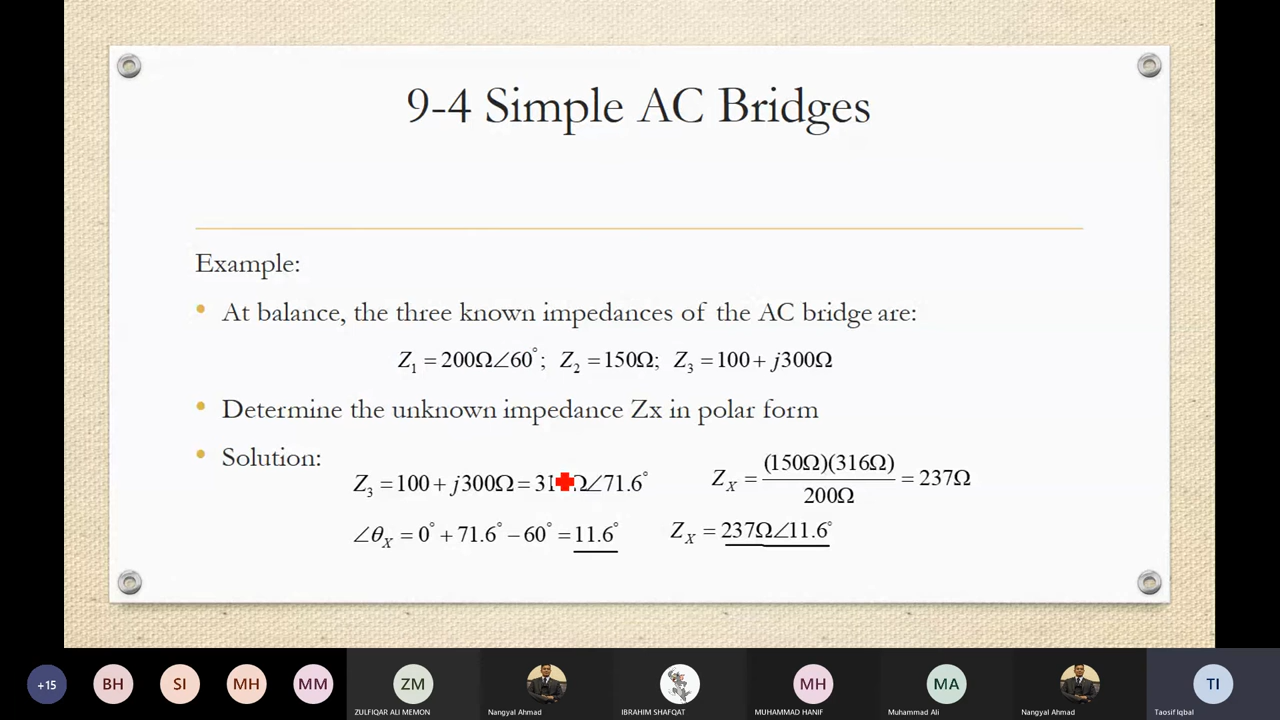 9-4 Simple AC Bridges
Example:
• At balance, the three known impedances of the AC bridge are:
Z₁ = 200Ω∠60°; Z₂ = 150Ω; Z₃ = 100 + j300Ω
• Determine the unknown impedance Zx in polar form
• Solution:
Z₃ = 100 + j300Ω = 31 Ω∠71.6°
Z_X = (150Ω)(316Ω) / 200Ω = 237Ω
∠θ_X = 0° + 71.6° − 60° = 11.6°
Z_X = 237Ω∠11.6°
+15
BH
SI
MH
MM
ZM
ZULFIQAR ALI MEMON
Nangyal Ahmad
IBRAHIM SHAFQAT
MH
MUHAMMAD HANIF
MA
Muhammad Ali
Nangyal Ahmad
TI
Taosif Iqbal